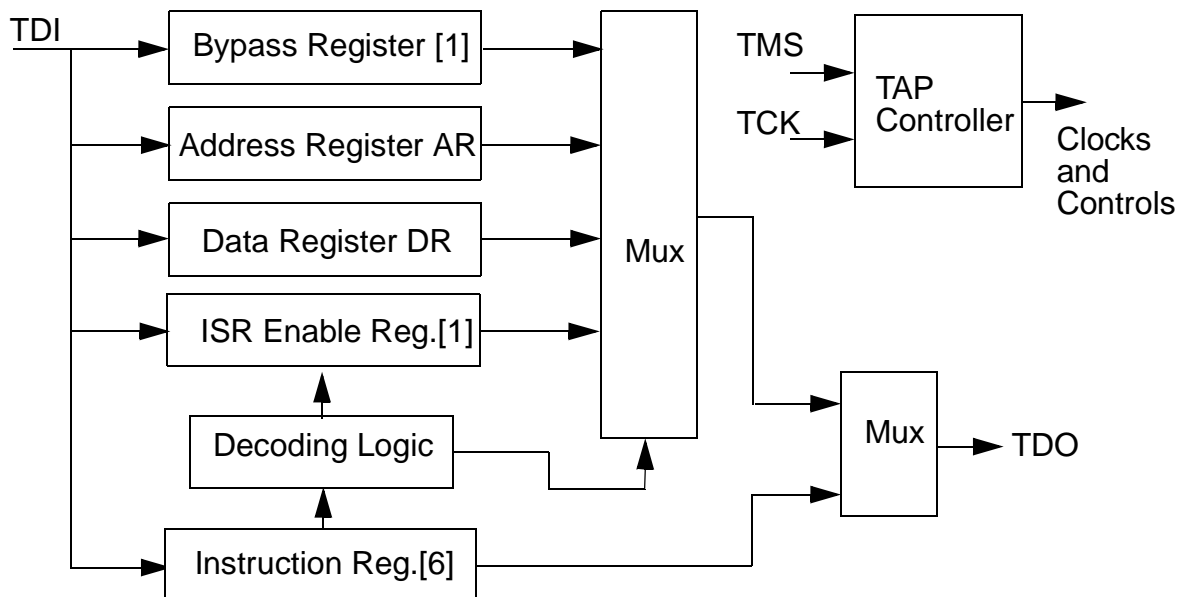 TDI
Bypass Register [1]
Address Register AR
Data Register DR
ISR Enable Reg.[1]
Decoding Logic
Instruction Reg.[6]
Mux
TMS
TCK
TAP
Controller
Clocks
and
Controls
Mux
TDO